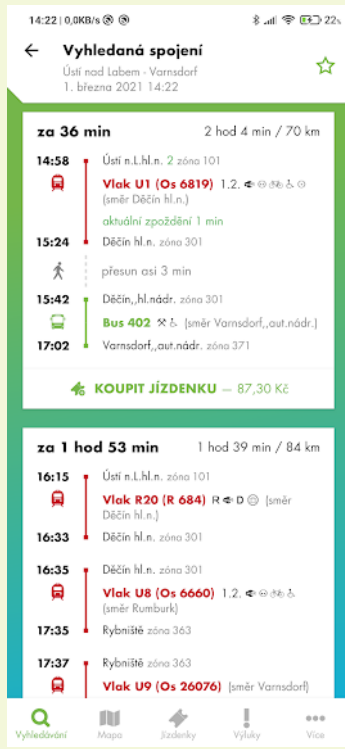 14:22 | 0,0KB/s 22%
Vyhledaná spojení
Ústí nad Labem - Varnsdorf
1. března 2021 14:22
za 36 min 2 hod 4 min / 70 km
14:58 Ústí n.L.hl.n. 2 zóna 101
Vlak U1 (Os 6819) 1.2.
(směr Děčín hl.n.)
aktuální zpoždění 1 min
15:24 Děčín hl.n. zóna 301
přesun asi 3 min
15:42 Děčín,,hl.nádr. zóna 301
Bus 402 (směr Varnsdorf,,aut.nádr.)
17:02 Varnsdorf,,aut.nádr. zóna 371
KOUPIT JÍZDENKU — 87,30 Kč
za 1 hod 53 min 1 hod 39 min / 84 km
16:15 Ústí n.L.hl.n. zóna 101
Vlak R20 (R 684) R D (směr
Děčín hl.n.)
16:33 Děčín hl.n. zóna 301
16:35 Děčín hl.n. zóna 301
Vlak U8 (Os 6660) 1.2.
(směr Rumburk)
17:35 Rybniště zóna 363
17:37 Rybniště zóna 363
Vlak U9 (Os 26076) (směr Varnsdorf)
Vyhledávání Mapa Jízdenky Výluky Více